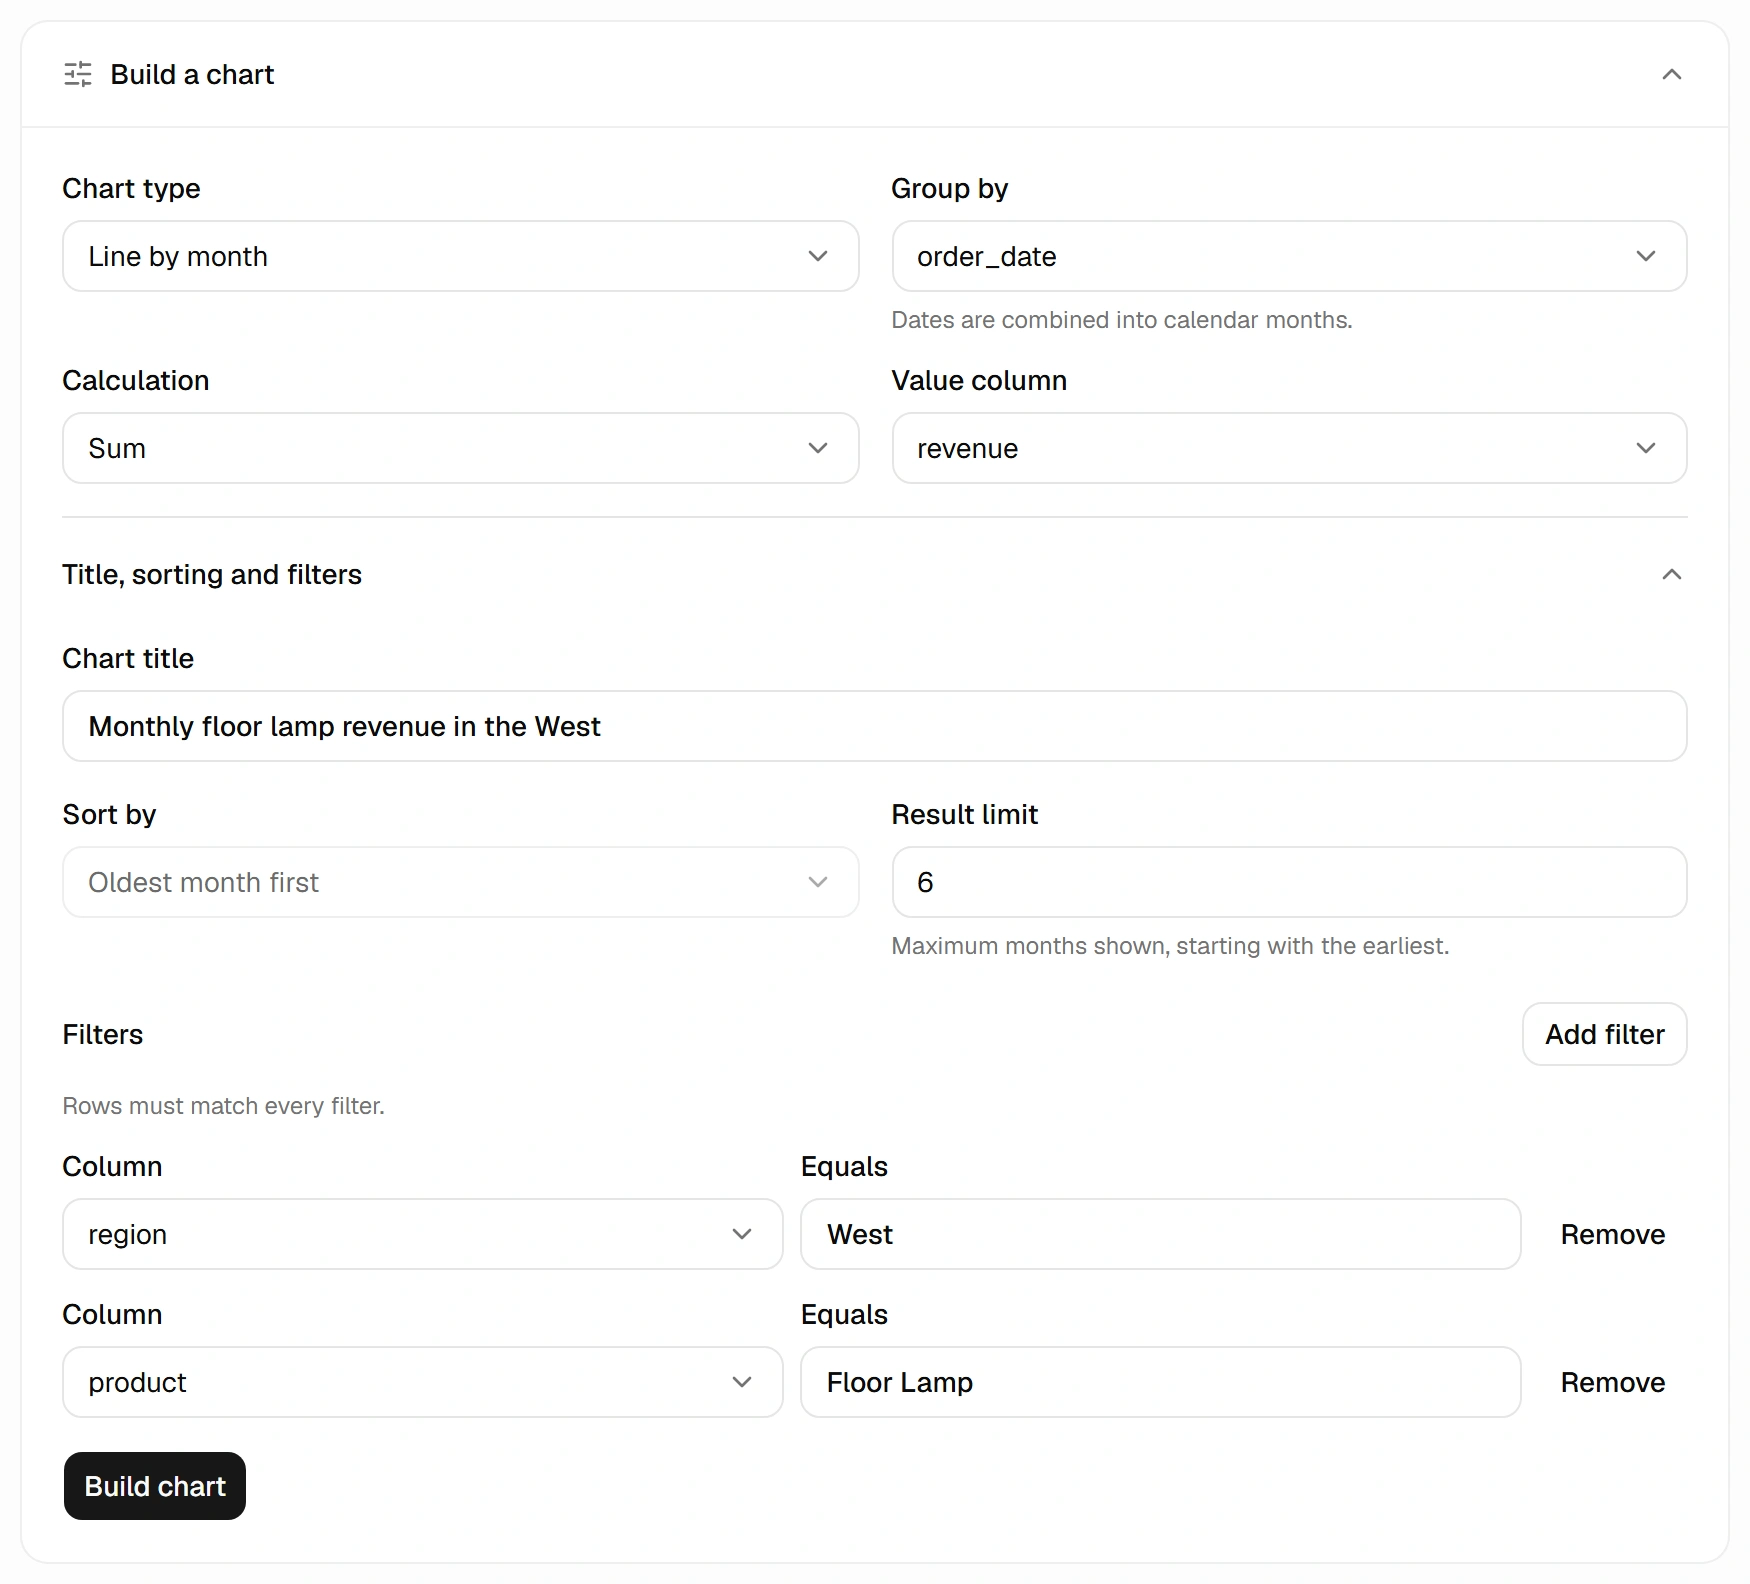 Build a chart
Chart type
Group by
Line by month
order_date
Dates are combined into calendar months.
Calculation
Value column
Sum
revenue
Title, sorting and filters
Chart title
Monthly floor lamp revenue in the West
Sort by
Result limit
Oldest month first
6
Maximum months shown, starting with the earliest.
Filters
Add filter
Rows must match every filter.
Column
Equals
region
West
Remove
Column
Equals
product
Floor Lamp
Remove
Build chart